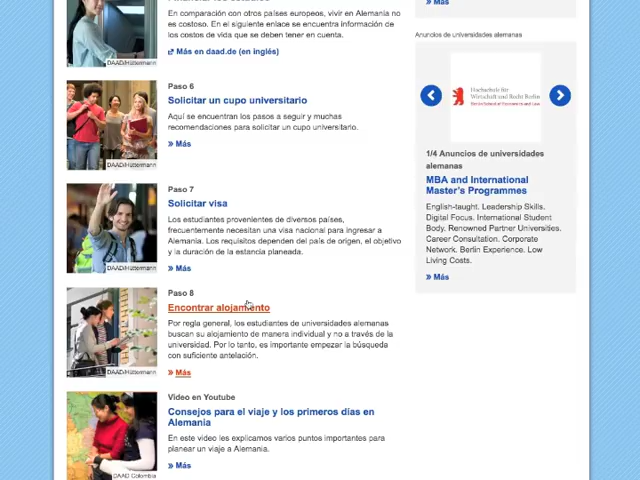 En comparación con otros países europeos, vivir en Alemania no
es costoso. En el siguiente enlace se encuentra información de
los costos de vida que se deben tener en cuenta.
Más en daad.de (en inglés)
DAAD/Hüttermann
Paso 6
Solicitar un cupo universitario
Aquí se encuentran los pasos a seguir y muchas
recomendaciones para solicitar un cupo universitario.
» Más
DAAD/Hüttermann
Paso 7
Solicitar visa
Los estudiantes provenientes de diversos países,
frecuentemente necesitan una visa nacional para ingresar a
Alemania. Los requisitos dependen del país de origen, el objetivo
y la duración de la estancia planeada.
» Más
DAAD/Hüttermann
Paso 8
Encontrar alojamiento
Por regla general, los estudiantes de universidades alemanas
buscan su alojamiento de manera individual y no a través de la
universidad. Por lo tanto, es importante empezar la búsqueda
con suficiente antelación.
» Más
DAAD/Hüttermann
Video en Youtube
Consejos para el viaje y los primeros días en
Alemania
En este video les explicamos varios puntos importantes para
planear un viaje a Alemania.
» Más
DAAD Colombia
» Más
Anuncios de universidades alemanas
Hochschule für
Wirtschaft und Recht Berlin
Berlin School of Economics and Law
1/4 Anuncios de universidades
alemanas
MBA and International
Master's Programmes
English-taught. Leadership Skills.
Digital Focus. International Student
Body. Renowned Partner Universities.
Career Consultation. Corporate
Network. Berlin Experience. Low
Living Costs.
» Más